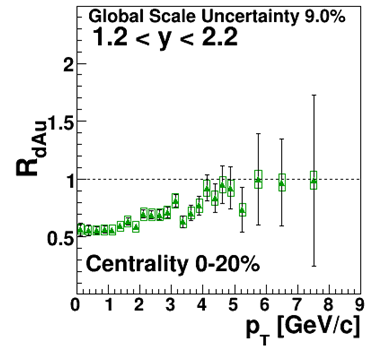 Global Scale Uncertainty 9.0%
1.2 < y < 2.2
2
1.5
1
0.5
R_dAu
Centrality 0-20%
0 1 2 3 4 5 6 7 8 9
p_T [GeV/c]